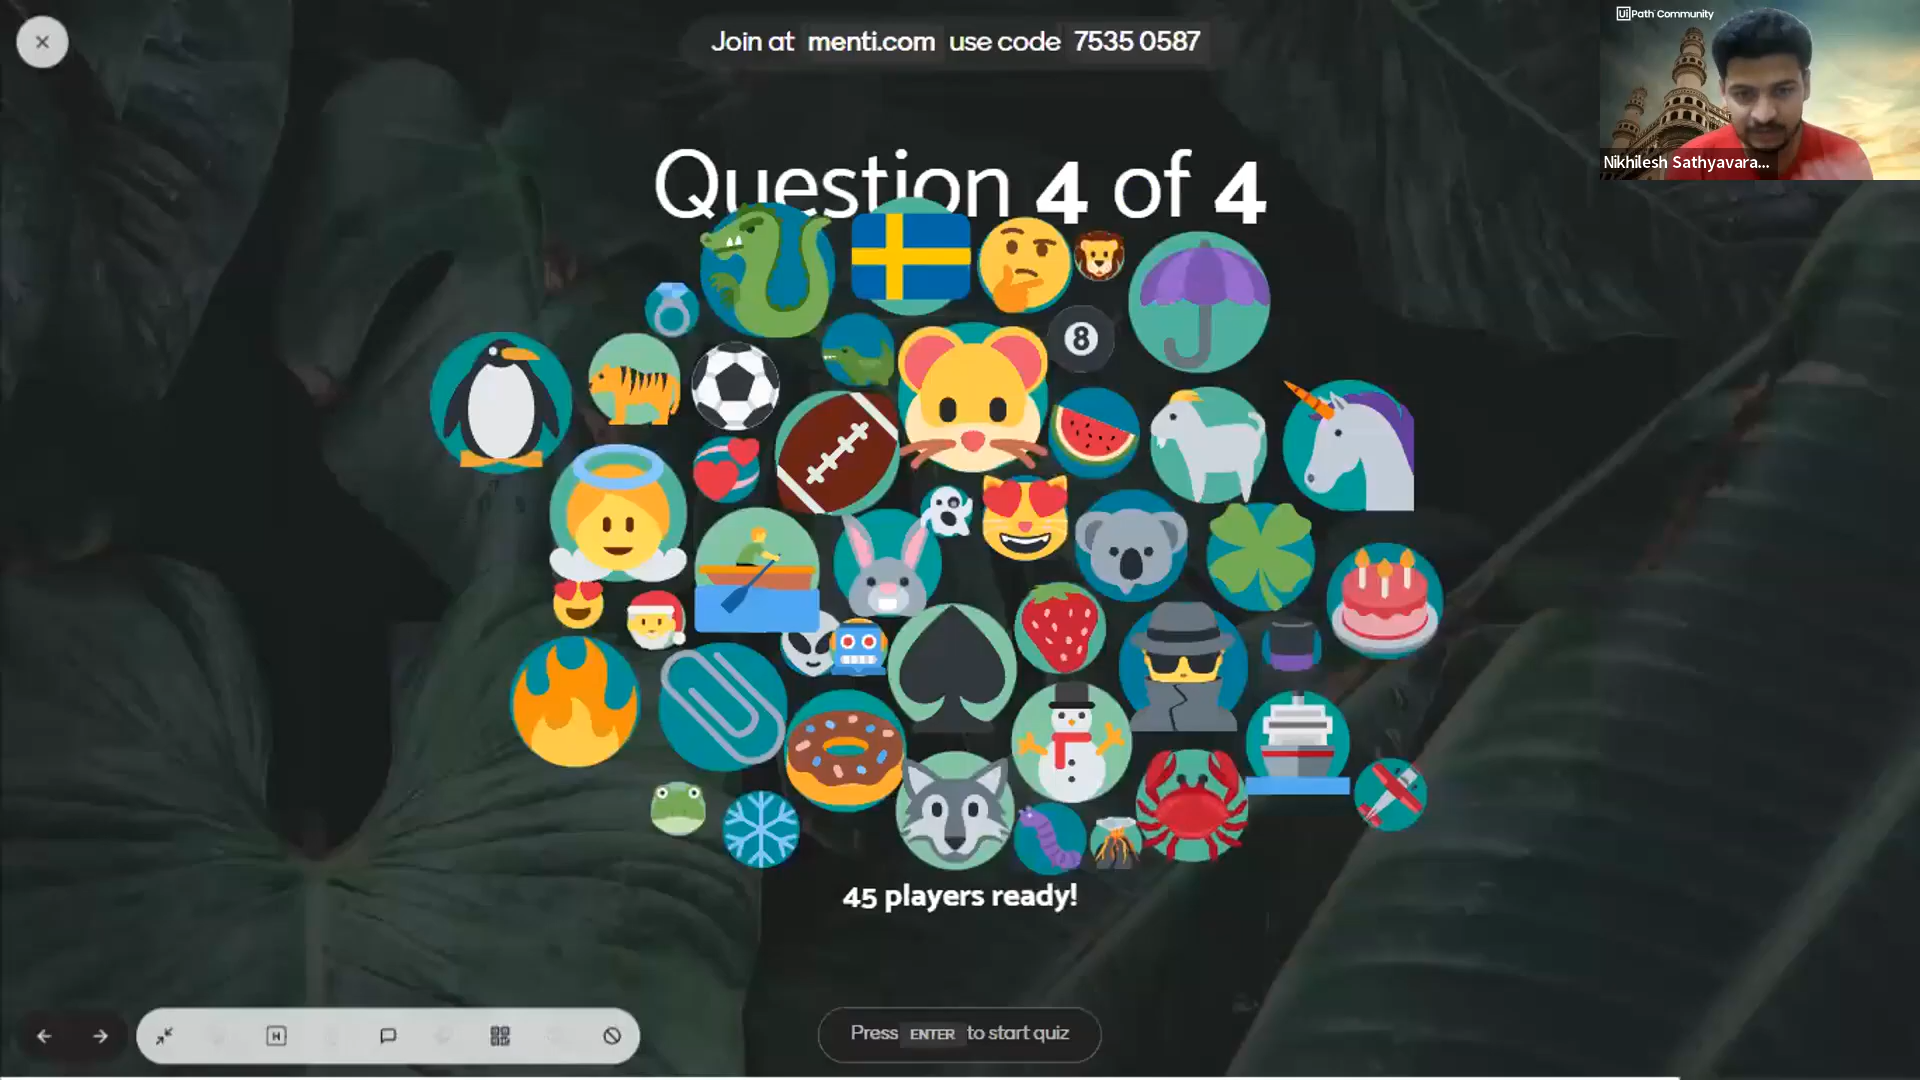 Join at menti.com use code 7535 0587
UiPath Community
Nikhilesh Sathyavara...
Question 4 of 4
8
45 players ready!
H
Press ENTER to start quiz